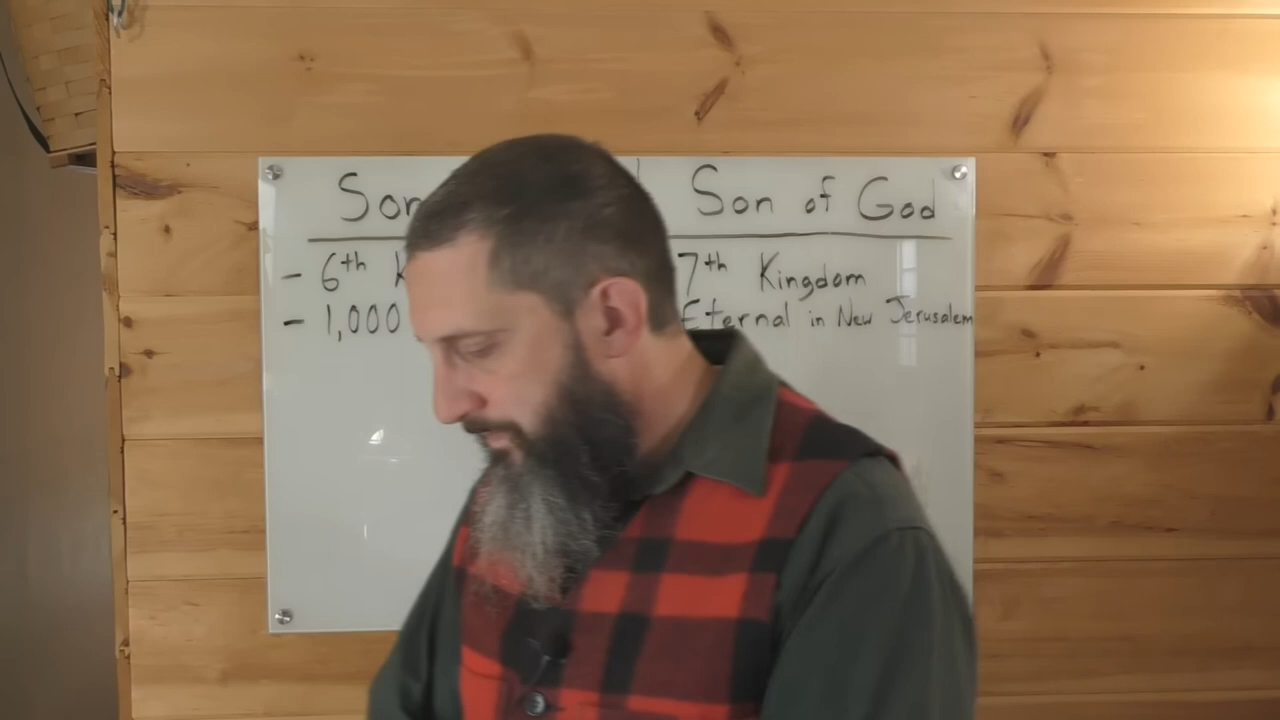 Son Son of God
- 6th 7th Kingdom
- 1,000 Eternal in New Jerusalem